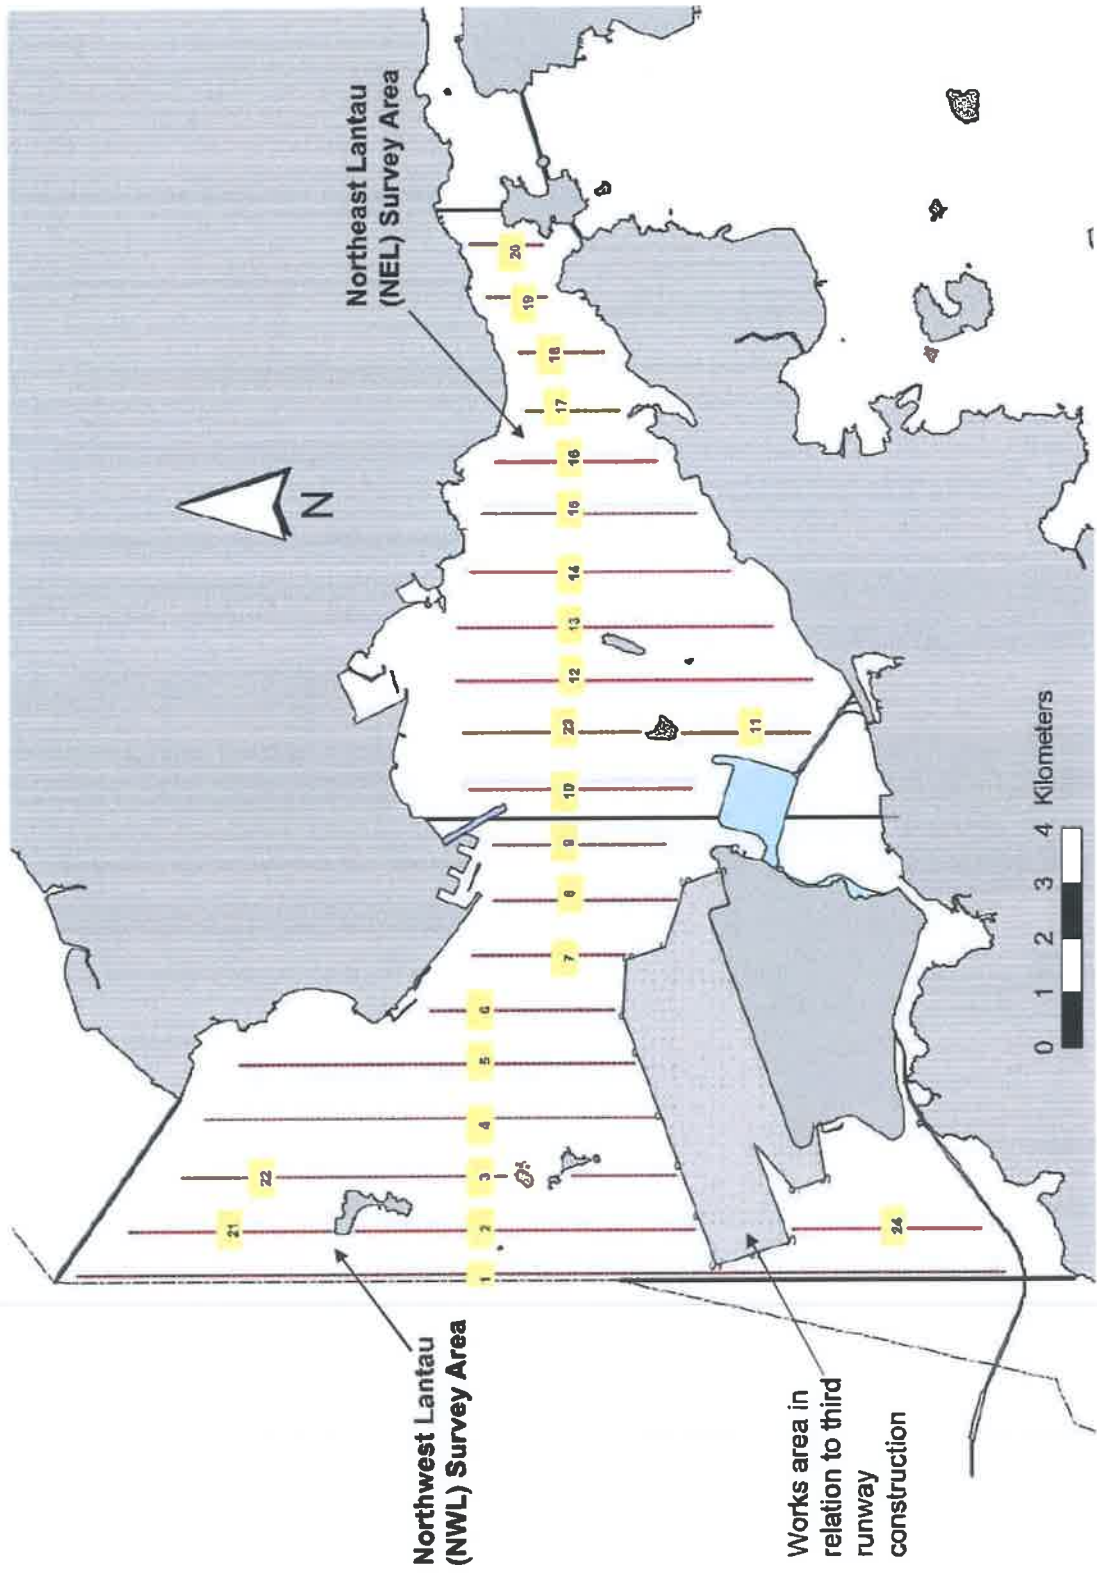 Northeast Lantau
(NEL) Survey Area
N
Northwest Lantau
(NWL) Survey Area
21
22
1
2
3
4
5
6
7
8
9
10
23
12
13
14
15
16
17
18
19
20
11
24
Works area in
relation to third
runway
construction
0 1 2 3 4 Kilometers